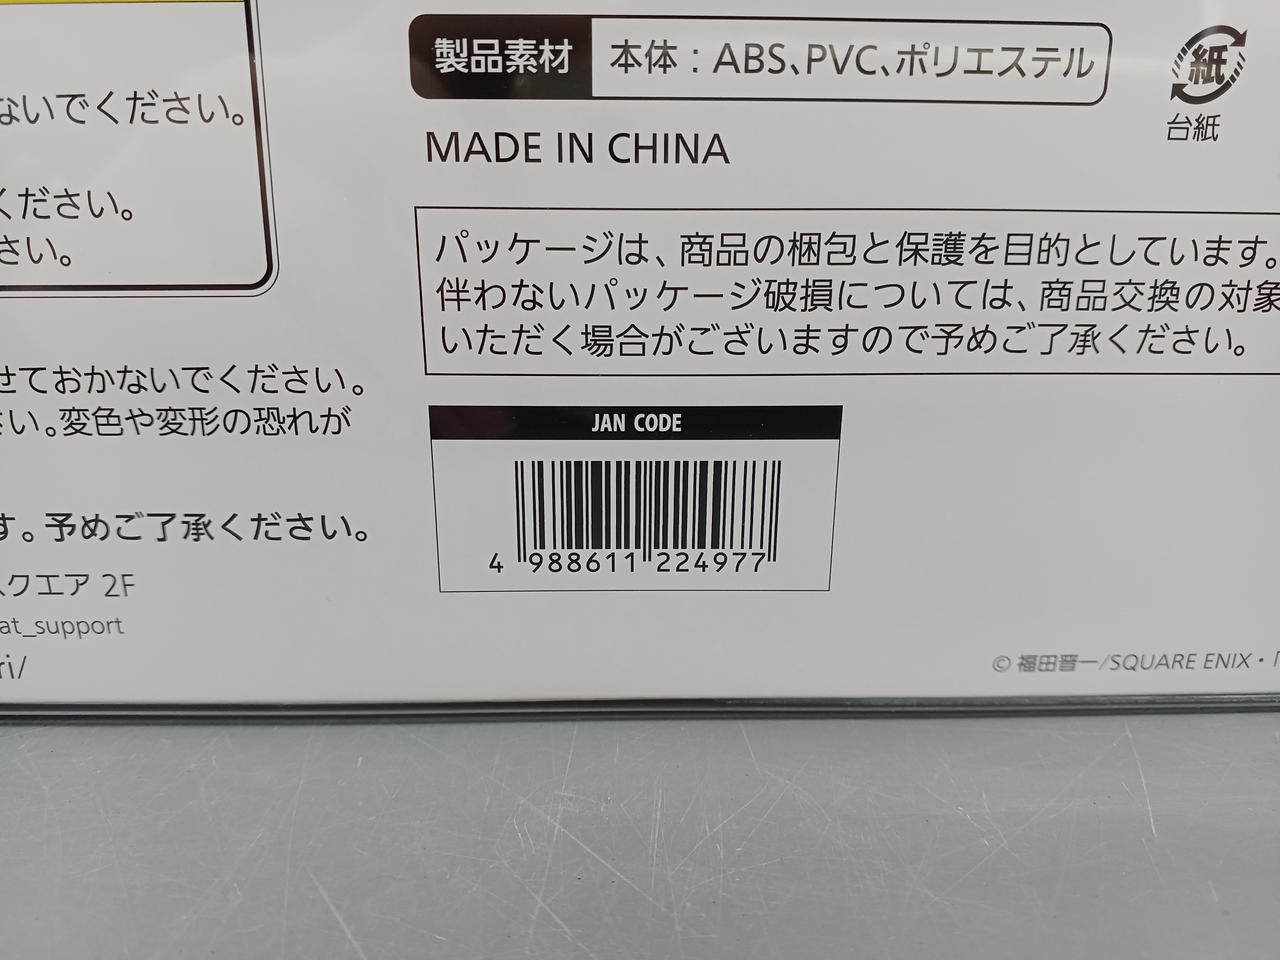 ないでください。
ください。
さい。
せておかないでください。
さい。変色や変形の恐れが
す。予めご了承ください。
スクエア 2F
at_support
ri/
製品素材 本体：ABS、PVC、ポリエステル
紙
台紙
MADE IN CHINA
パッケージは、商品の梱包と保護を目的としています。
伴わないパッケージ破損については、商品交換の対象
いただく場合がございますので予めご了承ください。
JAN CODE
4 988611 224977
© 福田晋一/SQUARE ENIX・